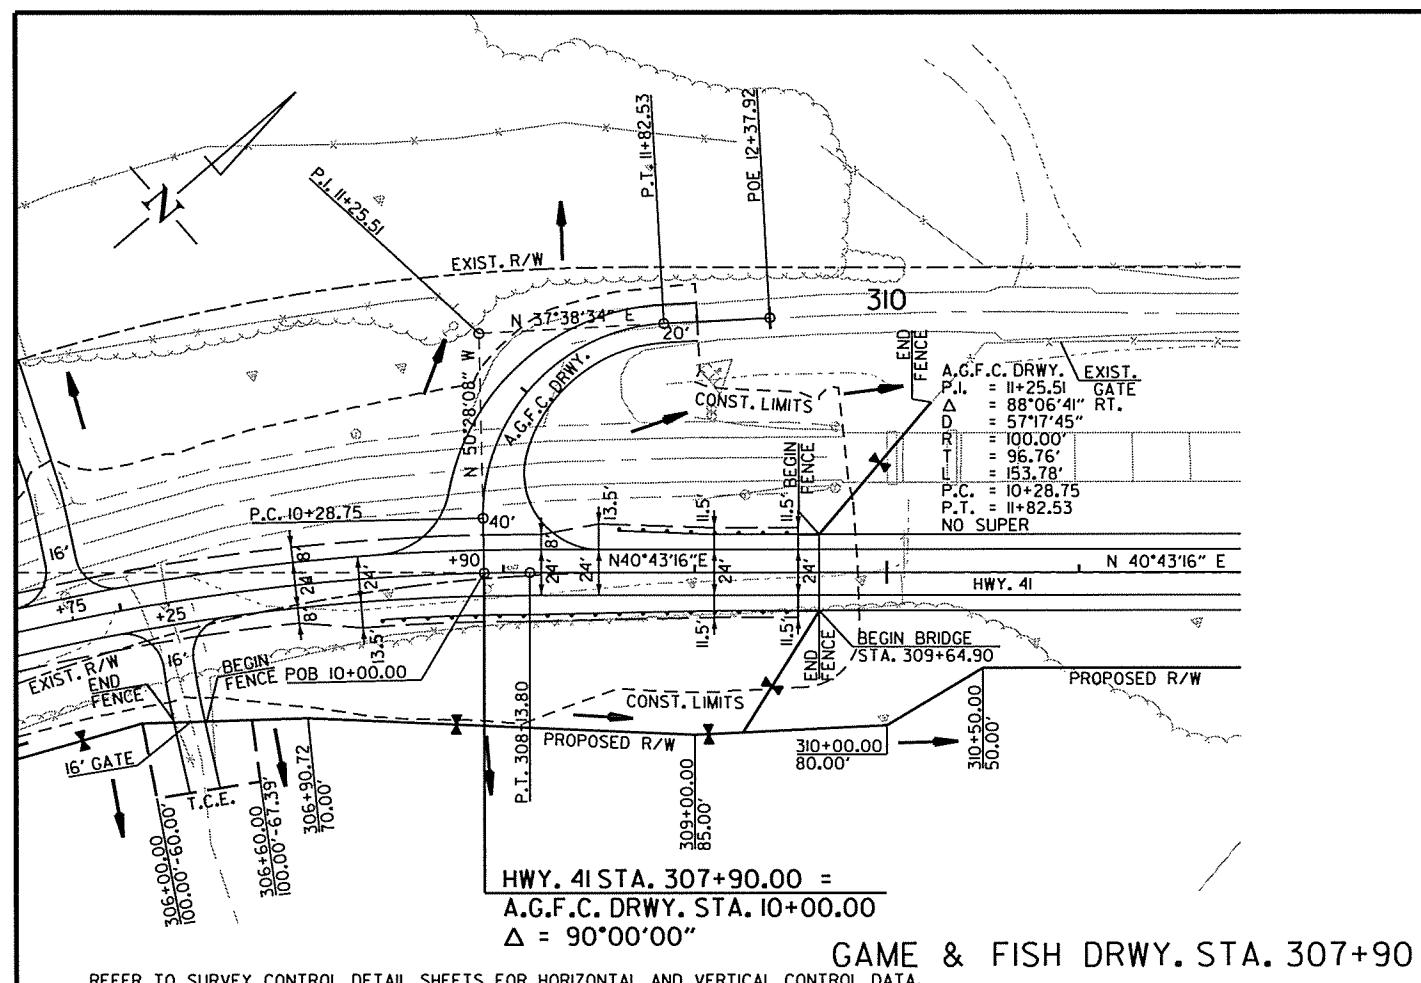 P.T. 11+82.53
POE 12+37.92
P.I. 11+25.51
N
EXIST. R/W
310
N 37°38'34" E
20'
END
FENCE
N 50°28'08" W
A.G.F.C. DRWY.
A.G.F.C. DRWY.
P.I. = 11+25.51
Δ = 88°06'41" RT.
D = 57°17'45"
R = 100.00'
T = 96.76'
L = 153.78'
P.C. = 10+28.75
P.T. = 11+82.53
NO SUPER
EXIST.
GATE
CONST. LIMITS
BEGIN
FENCE
P.C. 10+28.75
40'
13.5'
11.5'
11.5'
16'
8'
24'
8'
24'
13.5'
+90
8'
24'
24'
N40°43'16"E
24'
24'
N 40°43'16" E
HWY. 41
+75
+25
16'
11.5'
11.5'
EXIST. R/W
END
FENCE
BEGIN
FENCE
POB 10+00.00
END
FENCE
BEGIN BRIDGE
STA. 309+64.90
PROPOSED R/W
CONST. LIMITS
PROPOSED R/W
16' GATE
T.C.E.
P.T. 308+13.80
310+00.00
80.00'
310+50.00
50.00'
306+00.00
100.00'-60.00'
306+60.00
100.00'-67.39'
306+90.72
70.00'
309+00.00
85.00'
HWY. 41 STA. 307+90.00 =
A.G.F.C. DRWY. STA. 10+00.00
Δ = 90°00'00"
GAME & FISH DRWY. STA. 307+90
REFER TO SURVEY CONTROL DETAIL SHEETS FOR HORIZONTAL AND VERTICAL CONTROL DATA.